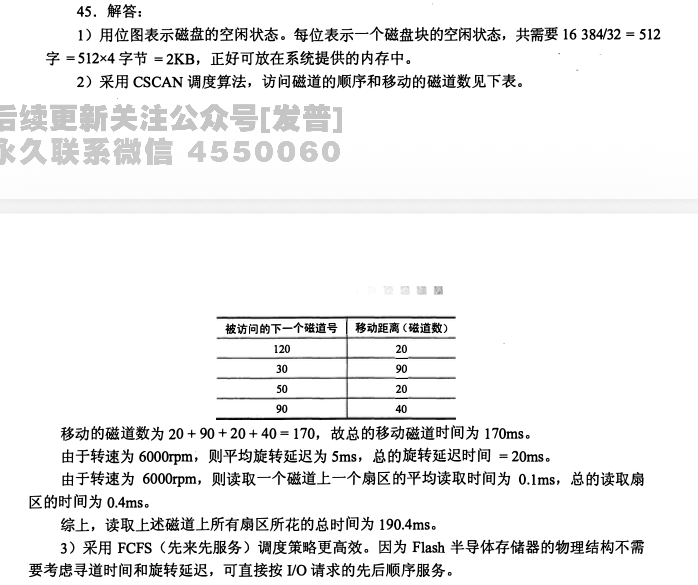 45．解答：
1）用位图表示磁盘的空闲状态。每位表示一个磁盘块的空闲状态，共需要 16 384/32 = 512
字 =512×4 字节 = 2KB，正好可放在系统提供的内存中。
2）采用 CSCAN 调度算法，访问磁道的顺序和移动的磁道数见下表。
后续更新关注公众号[发普]
永久联系微信 4550060
被访问的下一个磁道号 移动距离（磁道数）
120 20
30 90
50 20
90 40
移动的磁道数为 20 + 90 + 20 + 40 = 170，故总的移动磁道时间为 170ms。
由于转速为 6000rpm，则平均旋转延迟为 5ms，总的旋转延迟时间 = 20ms。
由于转速为 6000rpm，则读取一个磁道上一个扇区的平均读取时间为 0.1ms，总的读取扇
区的时间为 0.4ms。
综上，读取上述磁道上所有扇区所花的总时间为 190.4ms。
3）采用 FCFS（先来先服务）调度策略更高效。因为 Flash 半导体存储器的物理结构不需
要考虑寻道时间和旋转延迟，可直接按 I/O 请求的先后顺序服务。